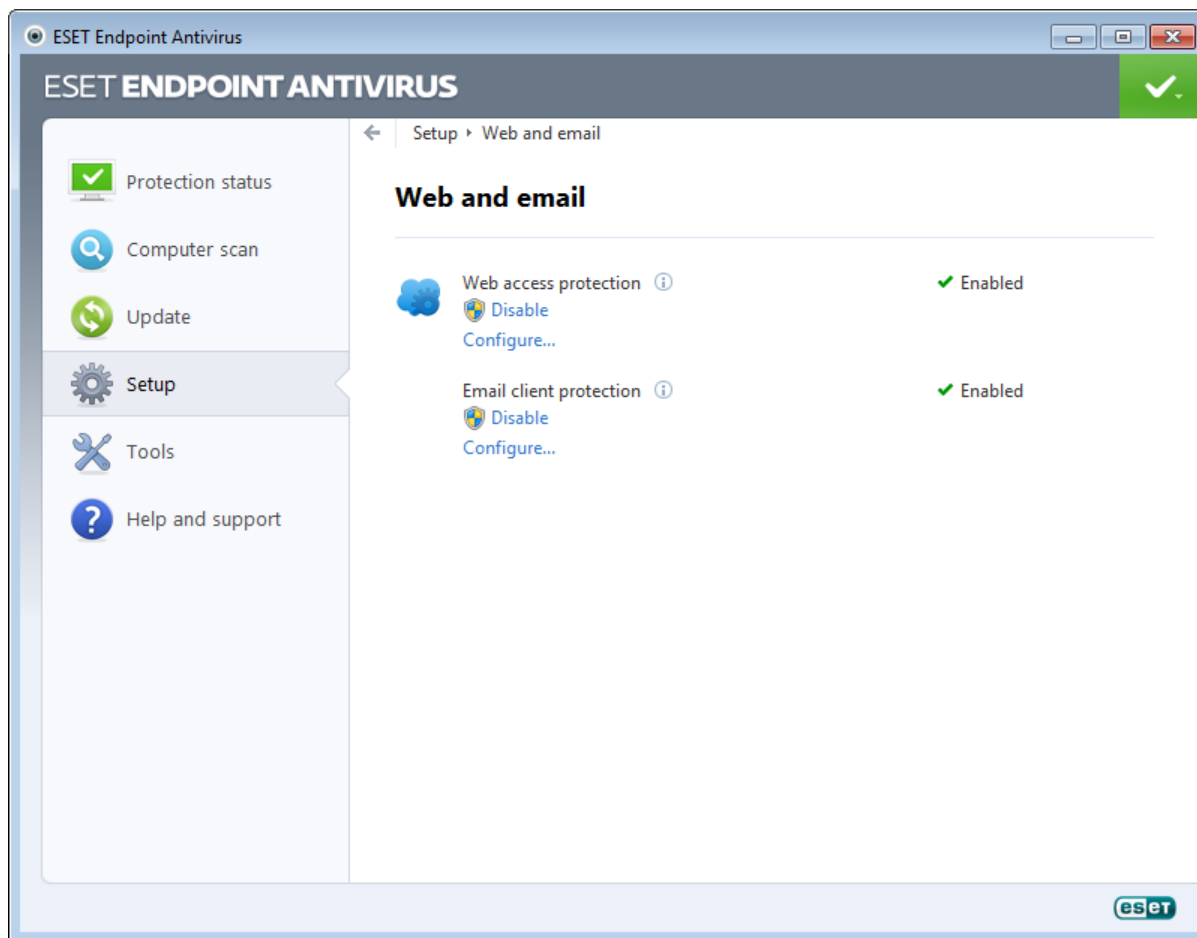 ESET Endpoint Antivirus
ESET ENDPOINT ANTIVIRUS
Setup Web and email
Protection status
Computer scan
Update
Setup
Tools
Help and support
Web and email
Web access protection Enabled
Disable
Configure...
Email client protection Enabled
Disable
Configure...
eset